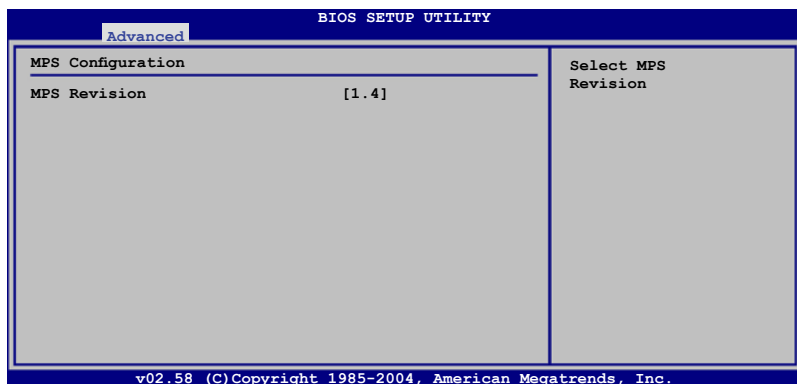 BIOS SETUP UTILITY
Advanced
MPS Configuration
MPS Revision [1.4]
Select MPS
Revision
v02.58 (C)Copyright 1985-2004, American Megatrends, Inc.